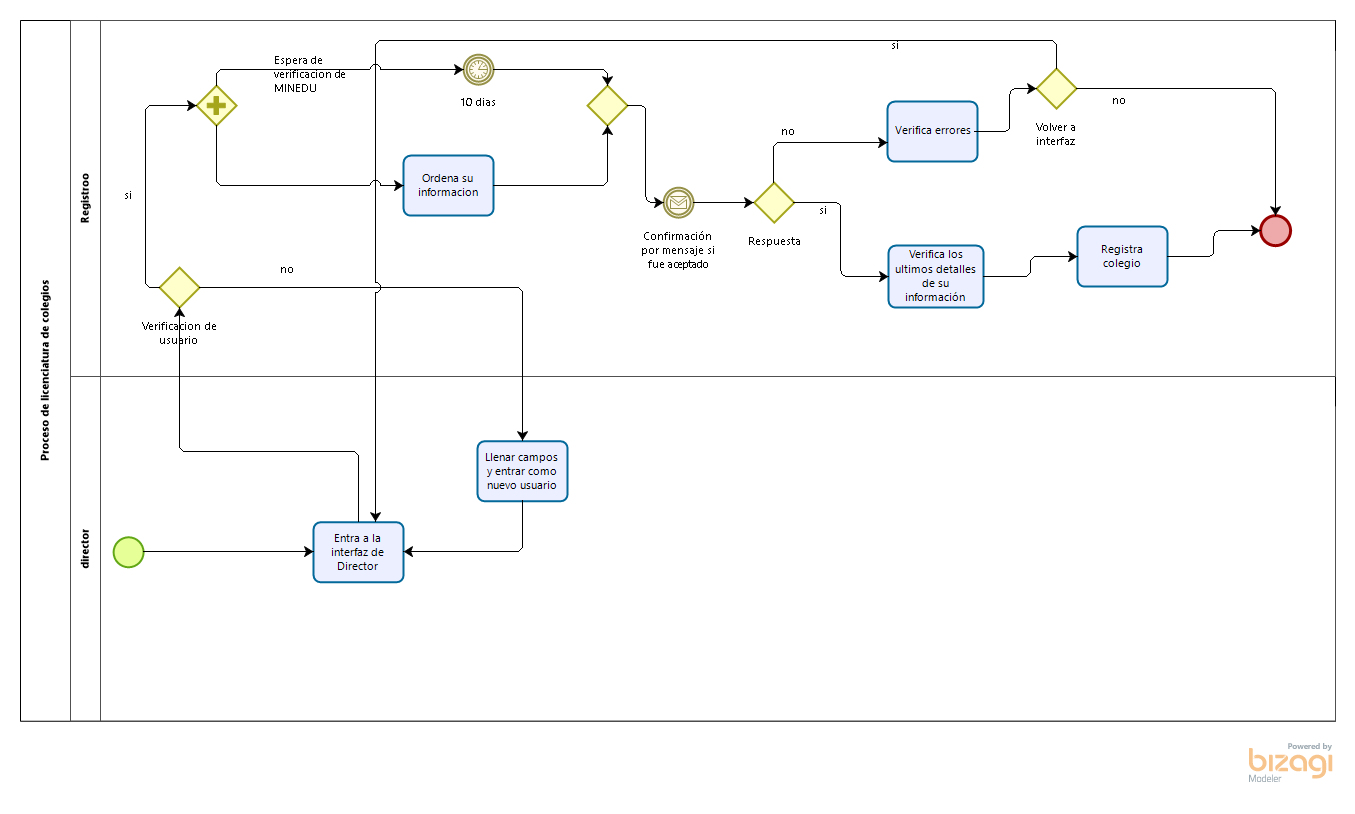 Proceso de licenciatura de colegios
Registroo
si
Espera de
verificacion de
MINEDU
10 dias
no
si
Verifica errores
Volver a
interfaz
no
Ordena su
informacion
si
Confirmación
por mensaje si
fue aceptado
Respuesta
Verifica los
ultimos detalles
de su
información
Registra
colegio
no
Verificacion de
usuario
director
Llenar campos
y entrar como
nuevo usuario
Entra a la
interfaz de
Director
Powered by
bizagi
Modeler